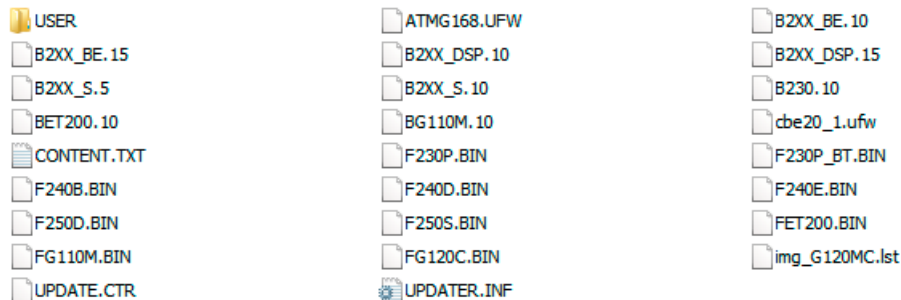 USER ATMG168.UFW B2XX_BE.10
B2XX_BE.15 B2XX_DSP.10 B2XX_DSP.15
B2XX_S.5 B2XX_S.10 B230.10
BET200.10 BG110M.10 cbe20_1.ufw
CONTENT.TXT F230P.BIN F230P_BT.BIN
F240B.BIN F240D.BIN F240E.BIN
F250D.BIN F250S.BIN FET200.BIN
FG110M.BIN FG120C.BIN img_G120MC.lst
UPDATE.CTR UPDATER.INF